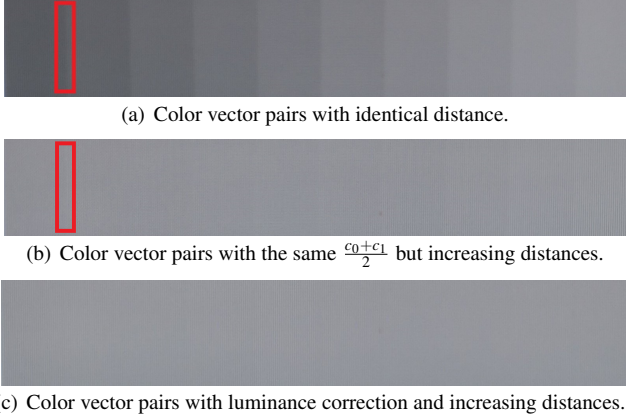 (a) Color vector pairs with identical distance.
(b) Color vector pairs with the same \frac{c_0+c_1}{2} but increasing distances.
c) Color vector pairs with luminance correction and increasing distances.